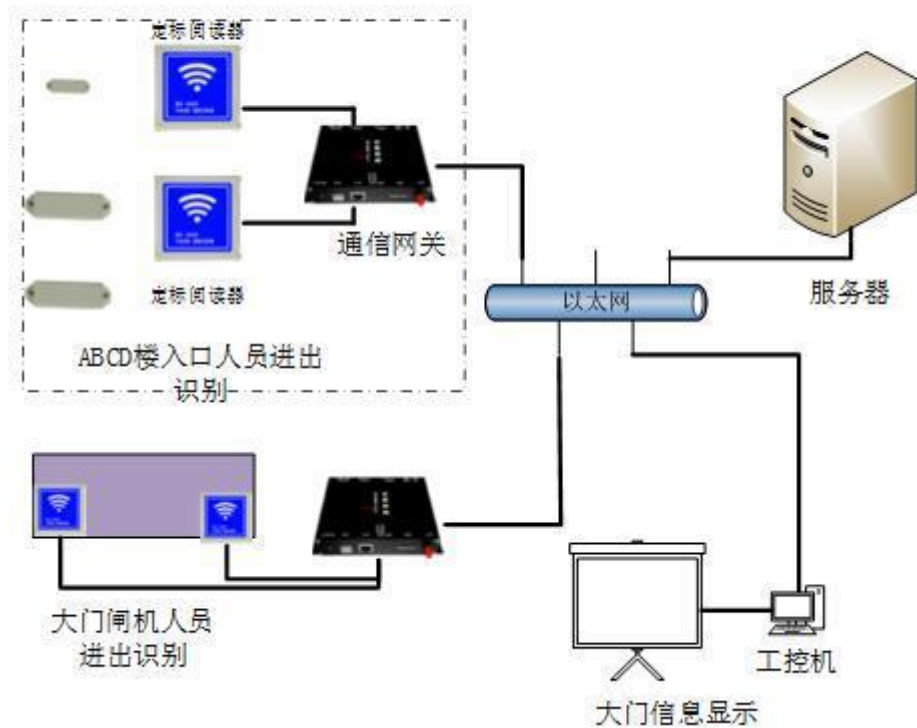 定标阅读器
通信网关
定标阅读器
ABCD楼入口人员进出
识别
服务器
以太网
大门闸机人员
进出识别
工控机
大门信息显示